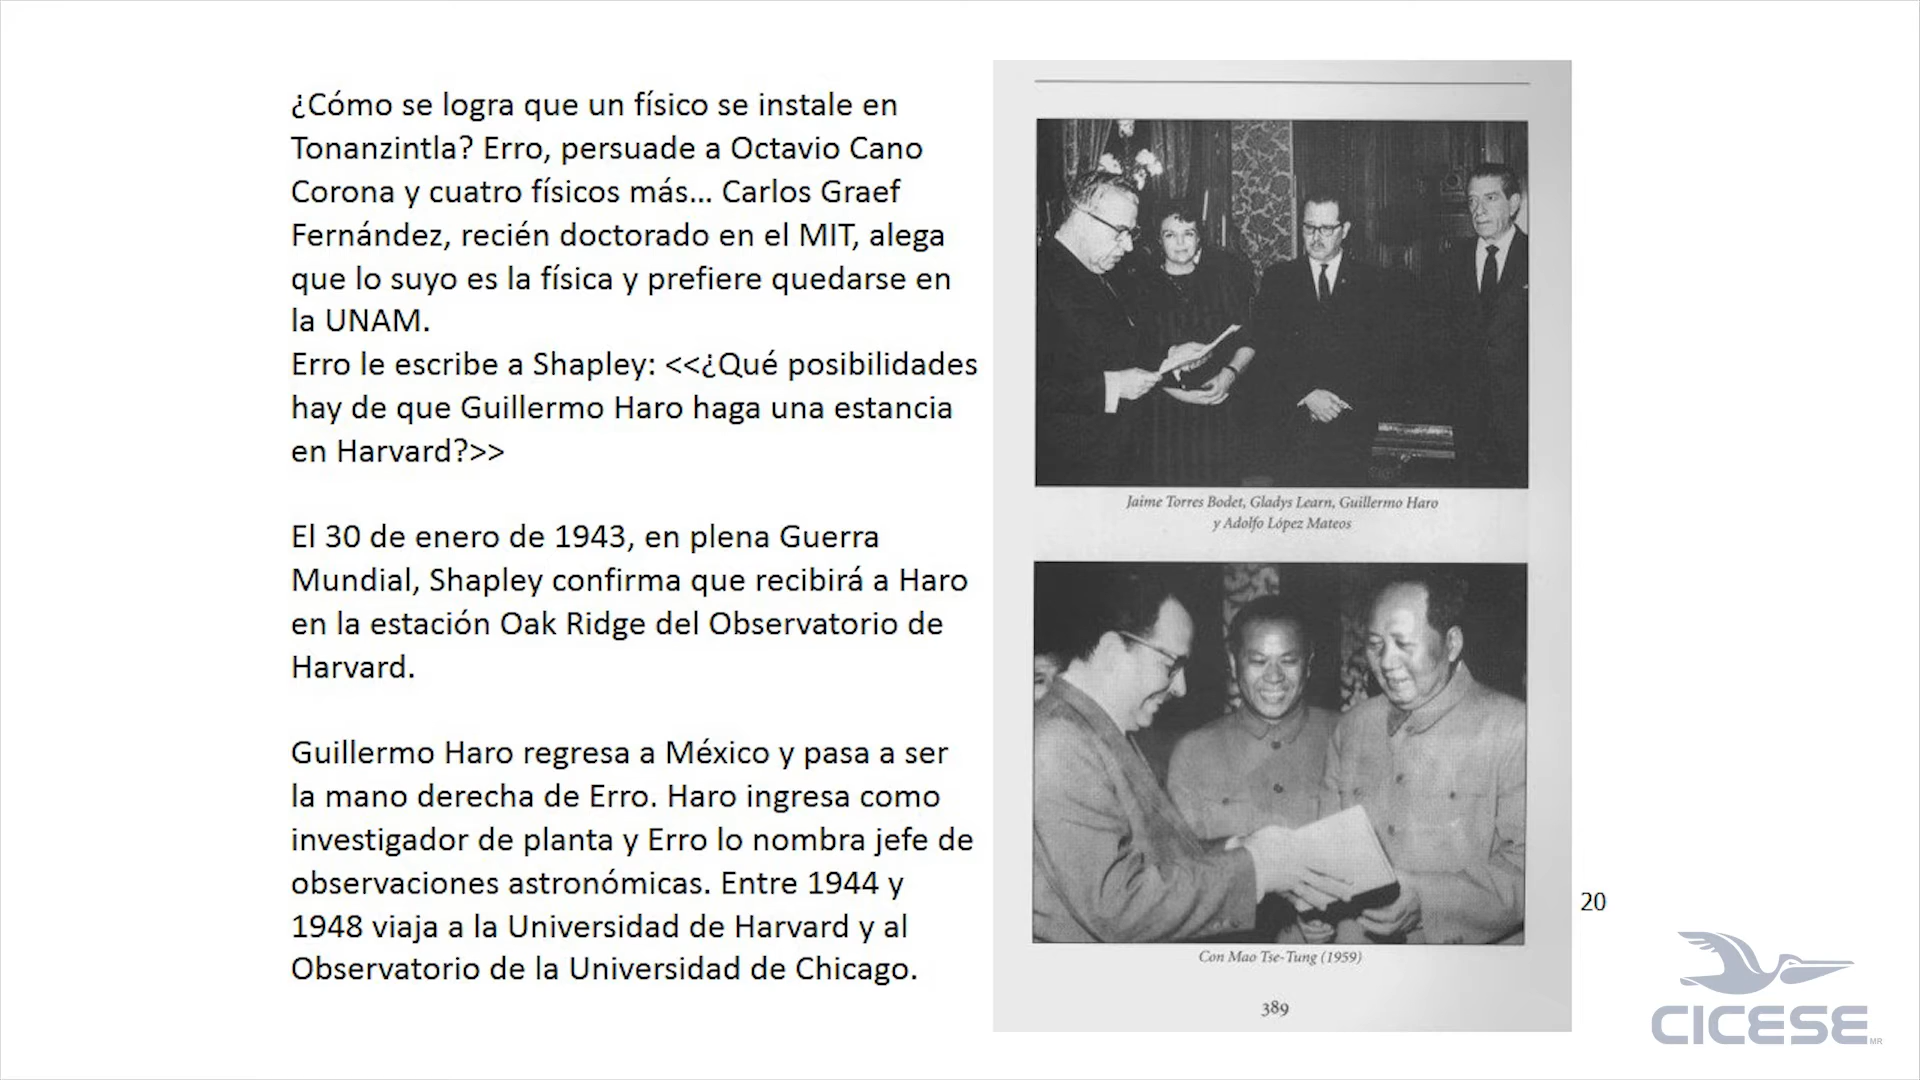 ¿Cómo se logra que un físico se instale en
Tonanzintla? Erro, persuade a Octavio Cano
Corona y cuatro físicos más... Carlos Graef
Fernández, recién doctorado en el MIT, alega
que lo suyo es la física y prefiere quedarse en
la UNAM.
Erro le escribe a Shapley: <<¿Qué posibilidades
hay de que Guillermo Haro haga una estancia
en Harvard?>>
El 30 de enero de 1943, en plena Guerra
Mundial, Shapley confirma que recibirá a Haro
en la estación Oak Ridge del Observatorio de
Harvard.
Guillermo Haro regresa a México y pasa a ser
la mano derecha de Erro. Haro ingresa como
investigador de planta y Erro lo nombra jefe de
observaciones astronómicas. Entre 1944 y
1948 viaja a la Universidad de Harvard y al
Observatorio de la Universidad de Chicago.
Jaime Torres Bodet, Gladys Learn, Guillermo Haro
y Adolfo López Mateos
Con Mao Tse-Tung (1959)
389
20
CICESE
MR